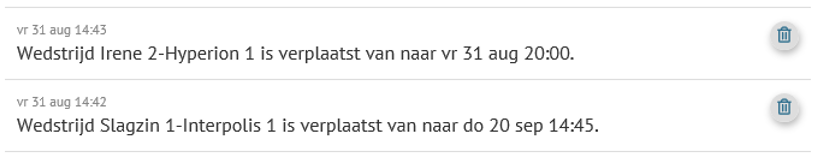 vr 31 aug 14:43
Wedstrijd Irene 2-Hyperion 1 is verplaatst van naar vr 31 aug 20:00.
vr 31 aug 14:42
Wedstrijd Slagzin 1-Interpolis 1 is verplaatst van naar do 20 sep 14:45.